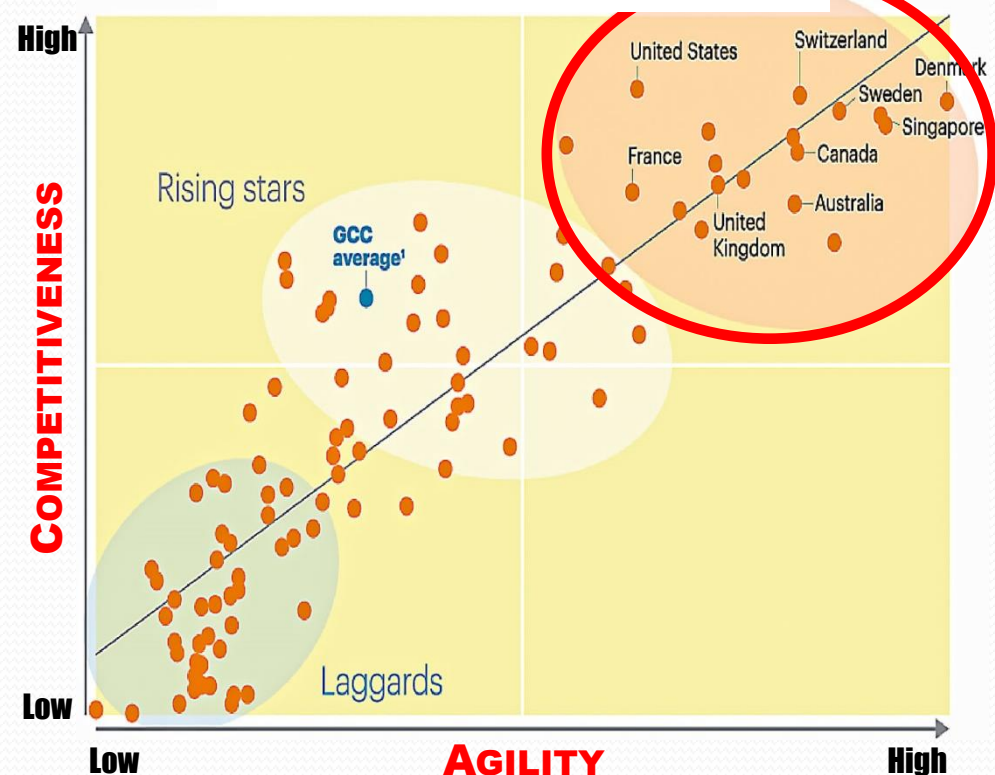 High
United States
Switzerland
Denmark
Sweden
Singapore
France
Canada
Rising stars
Australia
United
Kingdom
GCC
average¹
COMPETITIVENESS
Laggards
Low
Low
AGILITY
High